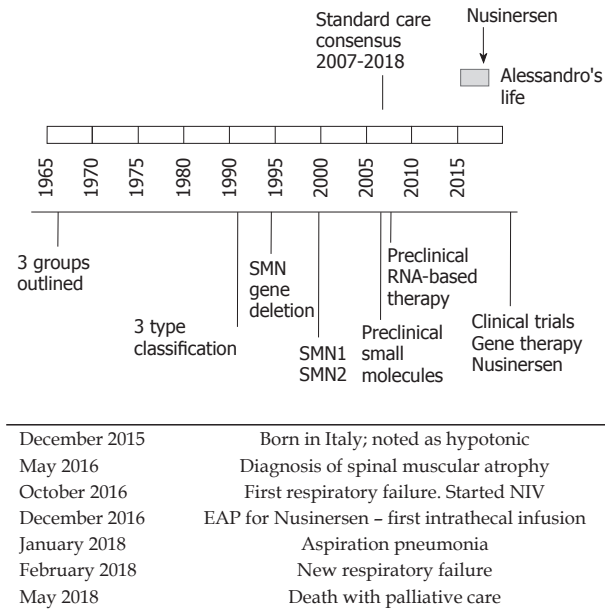 Standard care
consensus
2007-2018
Nusinersen
Alessandro's
life
1965
1970
1975
1980
1985
1990
1995
2000
2005
2010
2015
3 groups
outlined
3 type
classification
SMN
gene
deletion
SMN1
SMN2
Preclinical
small
molecules
Preclinical
RNA-based
therapy
Clinical trials
Gene therapy
Nusinersen
December 2015 Born in Italy; noted as hypotonic
May 2016 Diagnosis of spinal muscular atrophy
October 2016 First respiratory failure. Started NIV
December 2016 EAP for Nusinersen – first intrathecal infusion
January 2018 Aspiration pneumonia
February 2018 New respiratory failure
May 2018 Death with palliative care